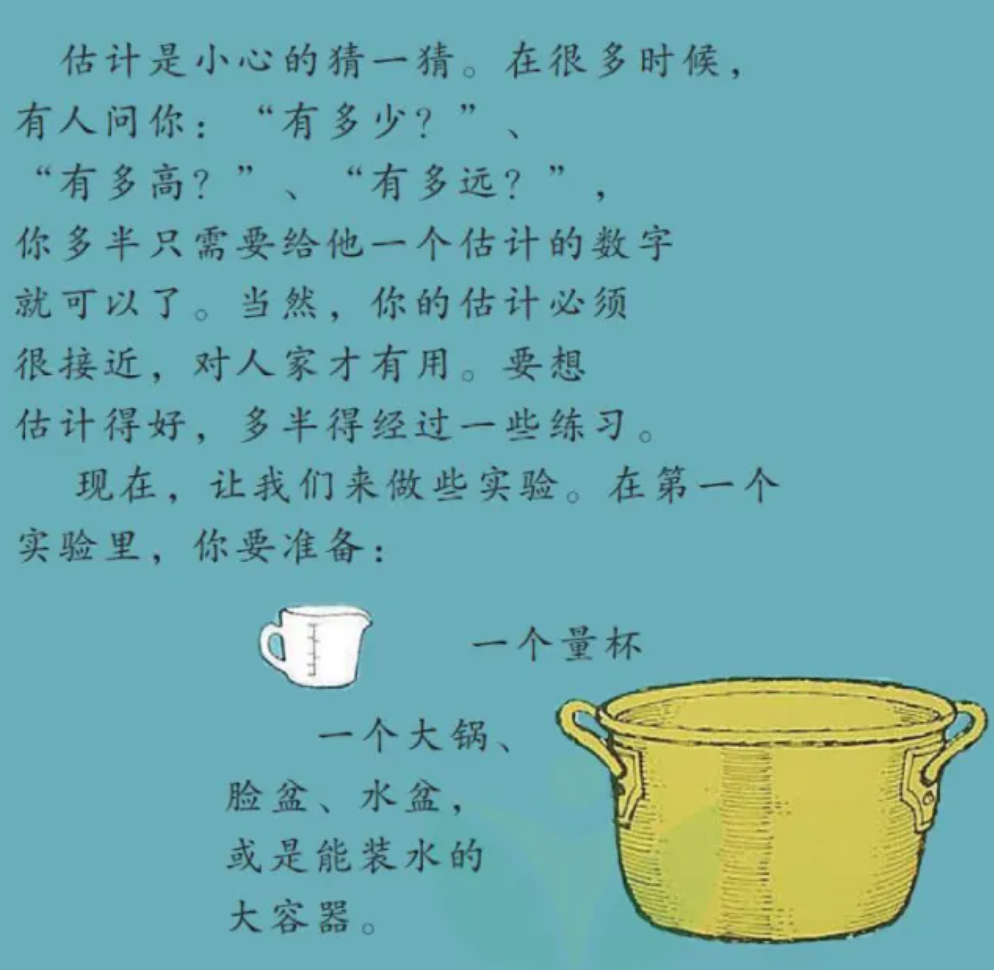 估计是小心的猜一猜。在很多时候，
有人问你：“有多少？”、
“有多高？”、“有多远？”，
你多半只需要给他一个估计的数字
就可以了。当然，你的估计必须
很接近，对人家才有用。要想
估计得好，多半得经过一些练习。
现在，让我们来做些实验。在第一个
实验里，你要准备：
一个量杯
一个大锅、
脸盆、水盆，
或是能装水的
大容器。